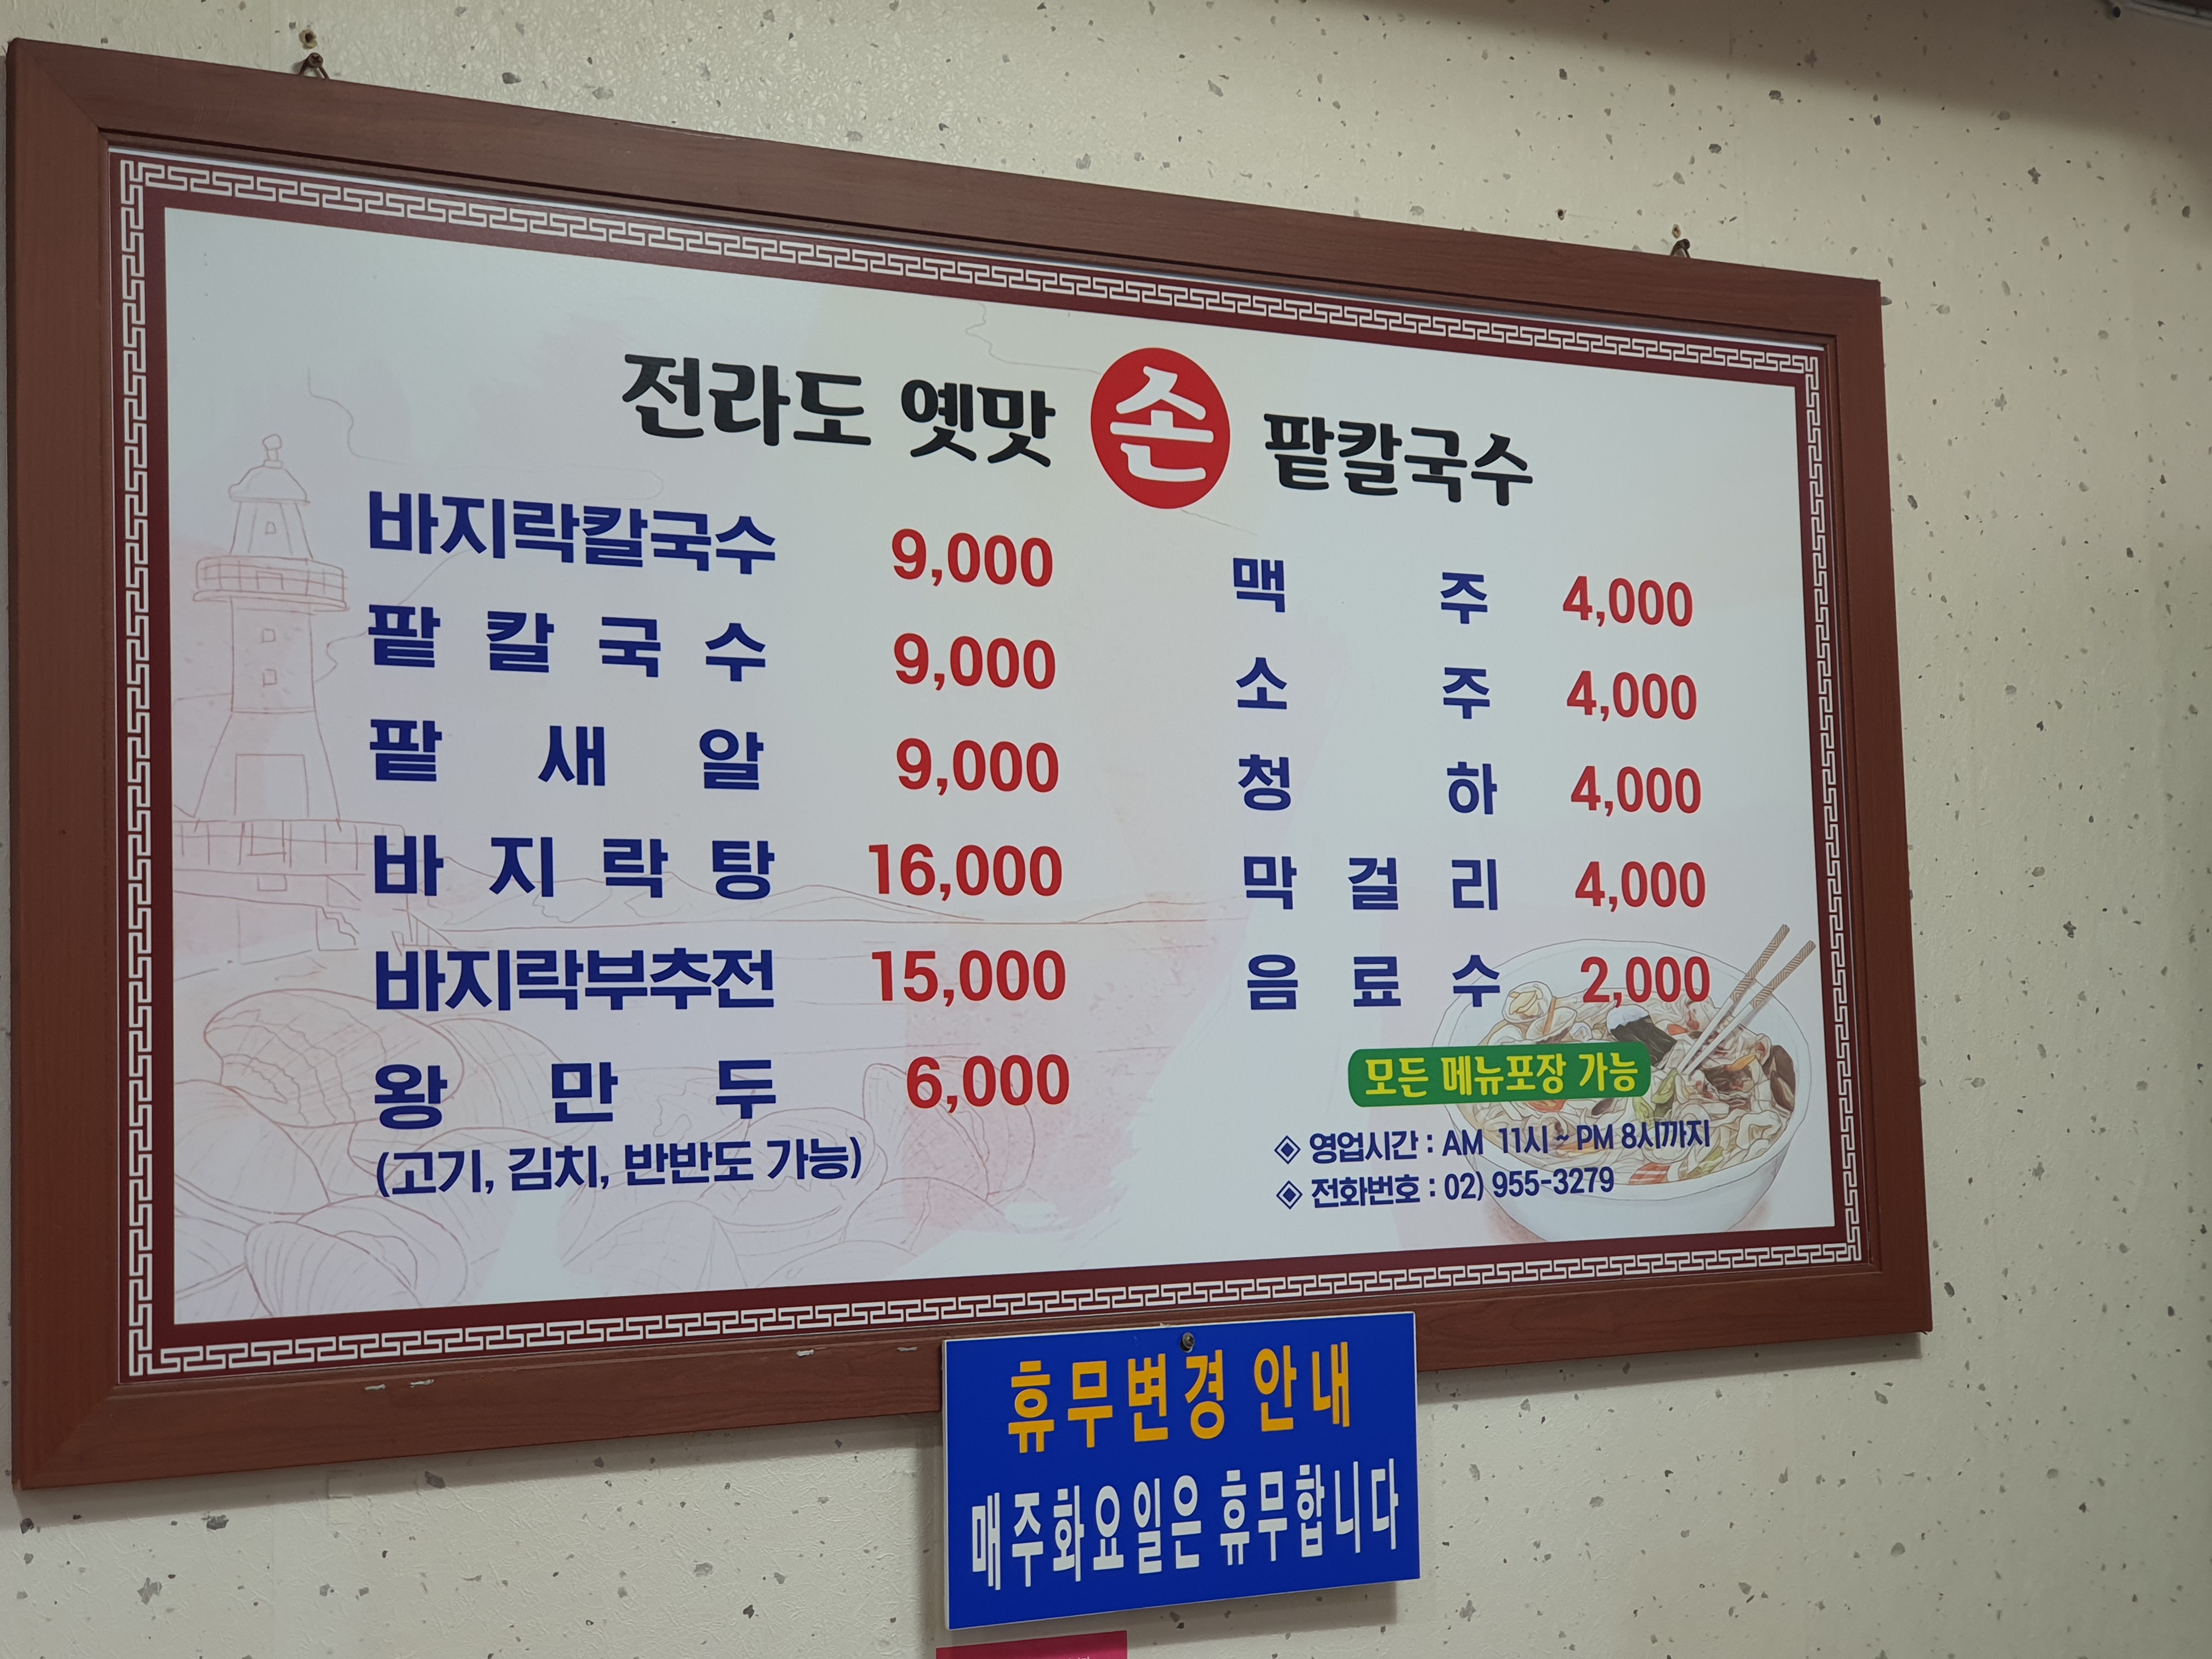 전라도 옛맛 손 팥칼국수
바지락칼국수 9,000
팥칼국수 9,000
팥새알 9,000
바지락탕 16,000
바지락부추전 15,000
왕만두 6,000
(고기, 김치, 반반도 가능)
맥주 4,000
소주 4,000
청하 4,000
막걸리 4,000
음료수 2,000
모든 메뉴포장 가능
◈ 영업시간 : AM 11시 ~ PM 8시까지
◈ 전화번호 : 02) 955-3279
휴무변경 안내
매주화요일은 휴무합니다